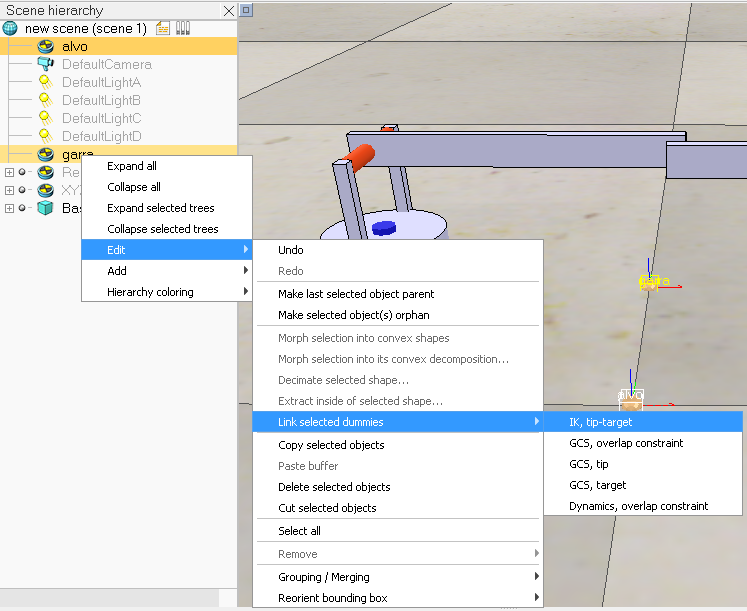 Scene hierarchy
new scene (scene 1)
alvo
DefaultCamera
DefaultLightA
DefaultLightB
DefaultLightC
DefaultLightD
garra
Re
XYZ
Bas
Expand all
Collapse all
Expand selected trees
Collapse selected trees
Edit
Add
Hierarchy coloring
Undo
Redo
Make last selected object parent
Make selected object(s) orphan
Morph selection into convex shapes
Morph selection into its convex decomposition...
Decimate selected shape...
Extract inside of selected shape...
Link selected dummies
Copy selected objects
Paste buffer
Delete selected objects
Cut selected objects
Select all
Remove
Grouping / Merging
Reorient bounding box
IK, tip-target
GCS, overlap constraint
GCS, tip
GCS, target
Dynamics, overlap constraint
garra
alvo